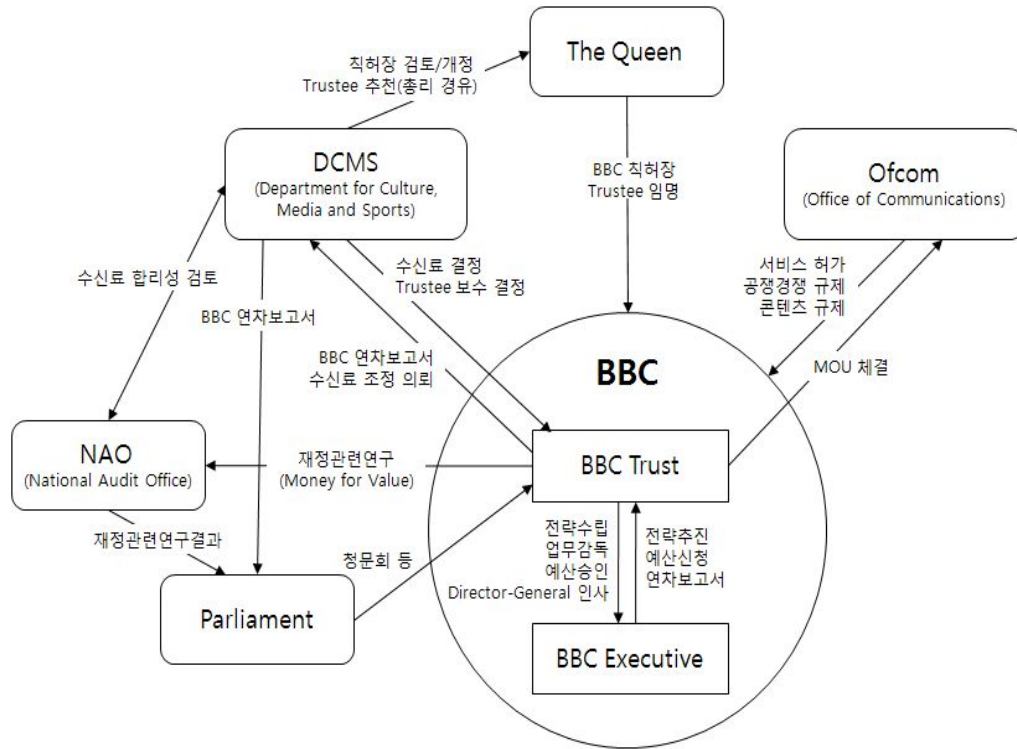 The Queen
칙허장 검토/개정
Trustee 추천(총리 경유)
DCMS
(Department for Culture,
Media and Sports)
BBC 칙허장
Trustee 임명
Ofcom
(Office of Communications)
수신료 합리성 검토
수신료 결정
Trustee 보수 결정
서비스 허가
공쟁경쟁 규제
콘텐츠 규제
BBC 연차보고서
BBC 연차보고서
수신료 조정 의뢰
BBC
MOU 체결
NAO
(National Audit Office)
재정관련연구
(Money for Value)
BBC Trust
재정관련연구결과
청문회 등
전략수립
업무감독
예산승인
Director-General 인사
전략추진
예산신청
연차보고서
Parliament
BBC Executive